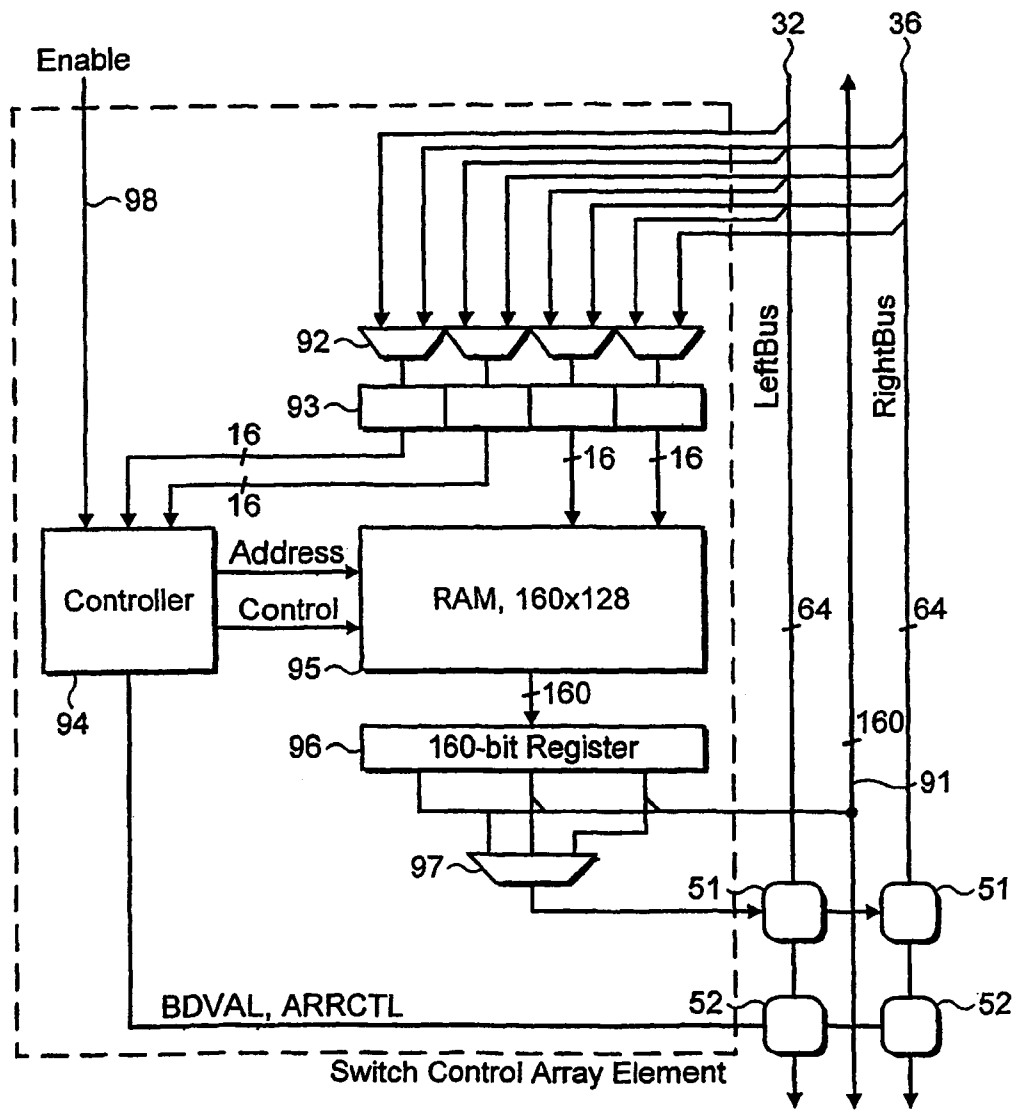 32
36
Enable
98
92
LeftBus
RightBus
93
16
16
16
16
Address
Controller
RAM, 160x128
Control
64
64
95
94
160
96
160-bit Register
160
91
97
51
51
BDVAL, ARRCTL
52
52
Switch Control Array Element